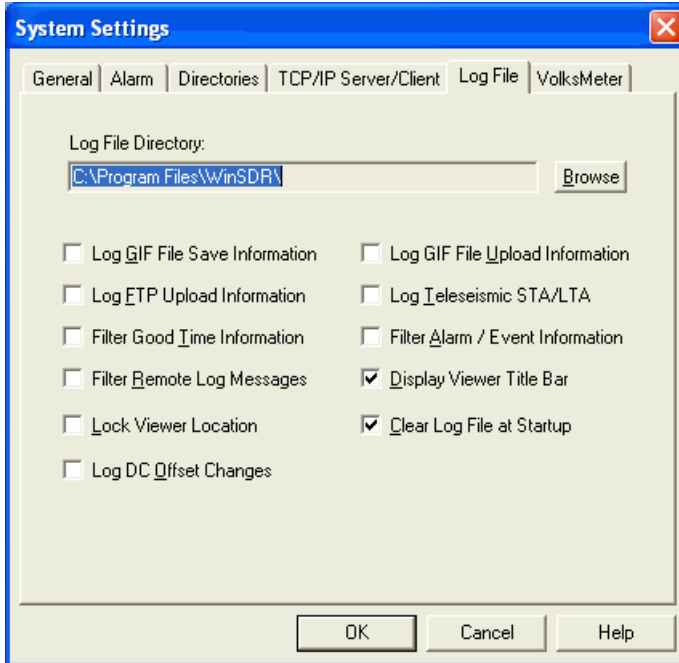 System Settings
General Alarm Directories TCP/IP Server/Client Log File VolksMeter
Log File Directory:
C:\Program Files\WinSDR\ Browse
Log GIF File Save Information Log GIF File Upload Information
Log FTP Upload Information Log Teleseismic STA/LTA
Filter Good Time Information Filter Alarm / Event Information
Filter Remote Log Messages Display Viewer Title Bar
Lock Viewer Location Clear Log File at Startup
Log DC Offset Changes
OK Cancel Help